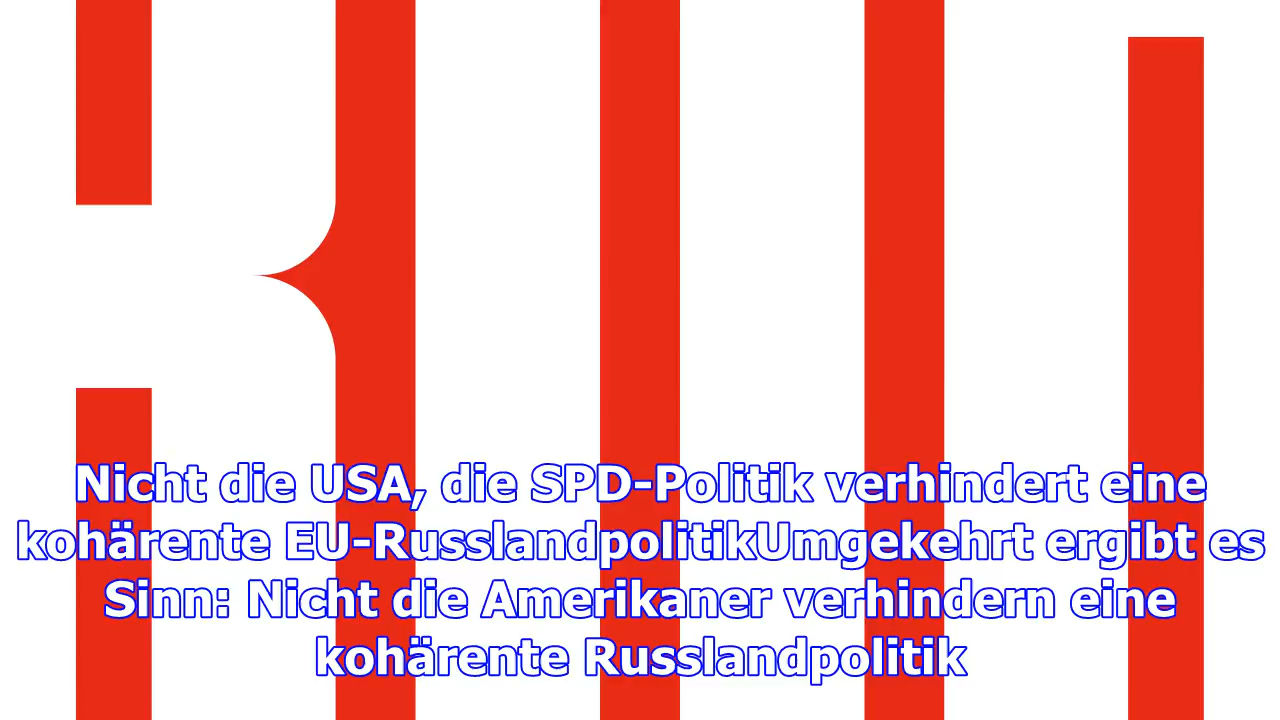 Nicht die USA, die SPD-Politik verhindert eine
kohärente EU-RusslandpolitikUmgekehrt ergibt es
Sinn: Nicht die Amerikaner verhindern eine
kohärente Russlandpolitik